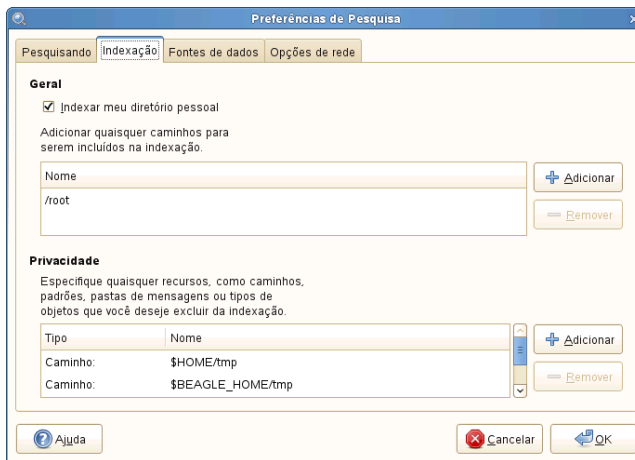 Preferências de Pesquisa
Pesquisando
Indexação
Fontes de dados
Opções de rede
Geral
Indexar meu diretório pessoal
Adicionar quaisquer caminhos para
serem incluídos na indexação.
Nome
/root
Adicionar
Remover
Privacidade
Especifique quaisquer recursos, como caminhos,
padrões, pastas de mensagens ou tipos de
objetos que você deseje excluir da indexação.
Tipo Nome
Caminho: $HOME/tmp
Caminho: $BEAGLE_HOME/tmp
Adicionar
Remover
Ajuda
Cancelar
OK